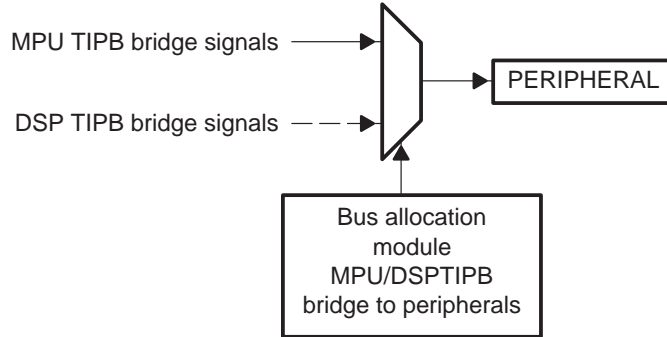 MPU TIPB bridge signals
PERIPHERAL
DSP TIPB bridge signals
Bus allocation
module
MPU/DSPTIPB
bridge to peripherals